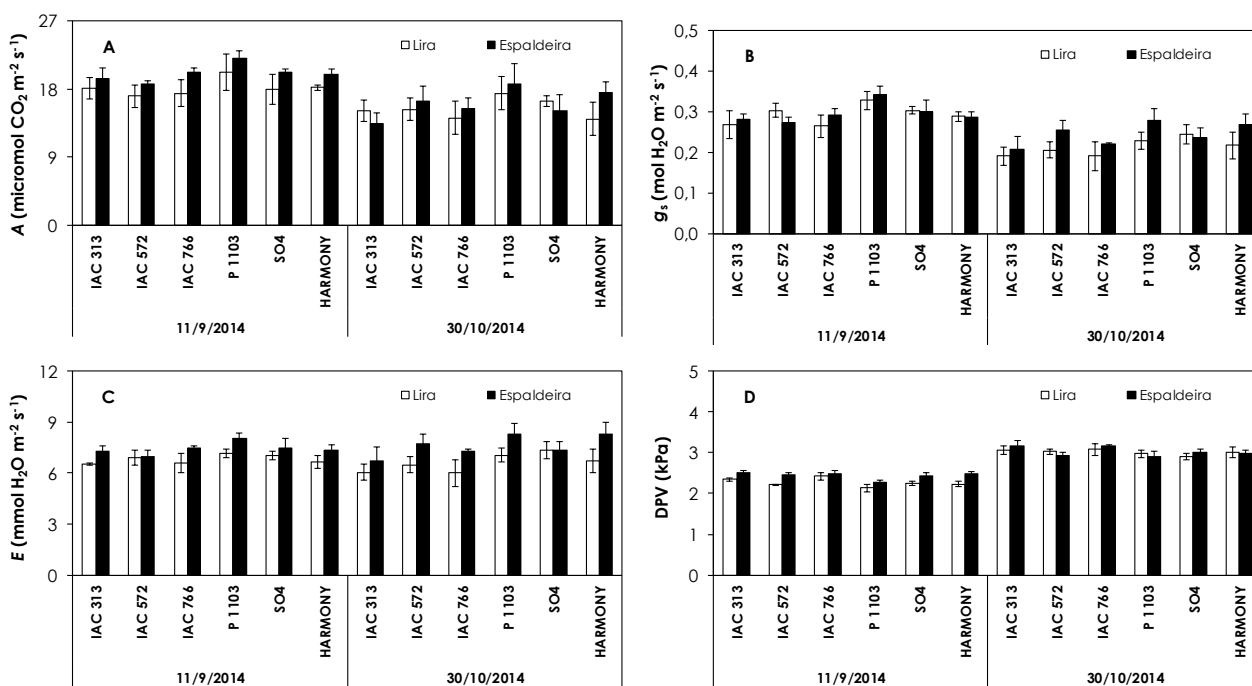 A
Lira
Espaldeira
A (micromol CO₂ m⁻² s⁻¹)
27
18
9
0
IAC 313
IAC 572
IAC 766
P 1103
SO4
HARMONY
IAC 313
IAC 572
IAC 766
P 1103
SO4
HARMONY
11/9/2014
30/10/2014
B
Lira
Espaldeira
gₛ (mol H₂O m⁻² s⁻¹)
0,5
0,4
0,3
0,2
0,1
0,0
IAC 313
IAC 572
IAC 766
P 1103
SO4
HARMONY
IAC 313
IAC 572
IAC 766
P 1103
SO4
HARMONY
11/9/2014
30/10/2014
C
Lira
Espaldeira
E (mmol H₂O m⁻² s⁻¹)
12
9
6
3
0
IAC 313
IAC 572
IAC 766
P 1103
SO4
HARMONY
IAC 313
IAC 572
IAC 766
P 1103
SO4
HARMONY
11/9/2014
30/10/2014
D
Lira
Espaldeira
DPV (kPa)
5
4
3
2
1
0
IAC 313
IAC 572
IAC 766
P 1103
SO4
HARMONY
IAC 313
IAC 572
IAC 766
P 1103
SO4
HARMONY
11/9/2014
30/10/2014